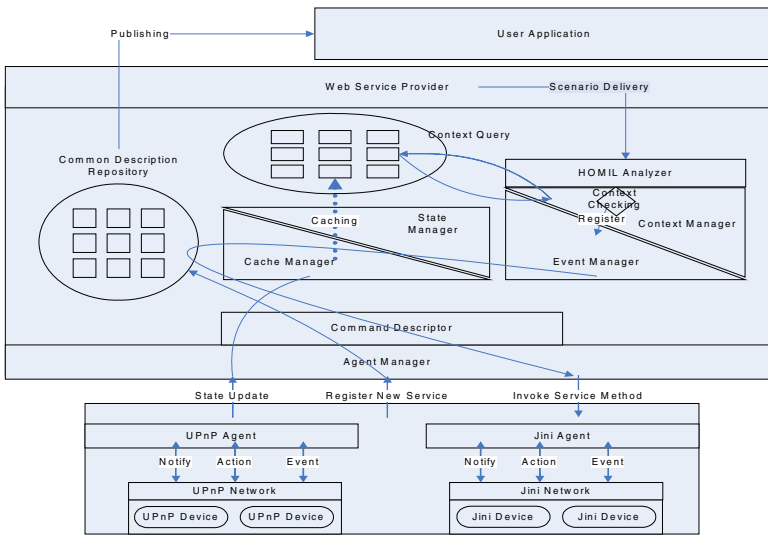 Publishing
User Application
Web Service Provider
Scenario Delivery
Context Query
Common Description
Repository
HOMIL Analyzer
Context
Checking
Register
Context Manager
Caching
State
Manager
Cache Manager
Event Manager
Command Descriptor
Agent Manager
State Update
Register New Service
Invoke Service Method
UPnP Agent
Jini Agent
Notify
Action
Event
Notify
Action
Event
UPnP Network
Jini Network
UPnP Device
UPnP Device
Jini Device
Jini Device